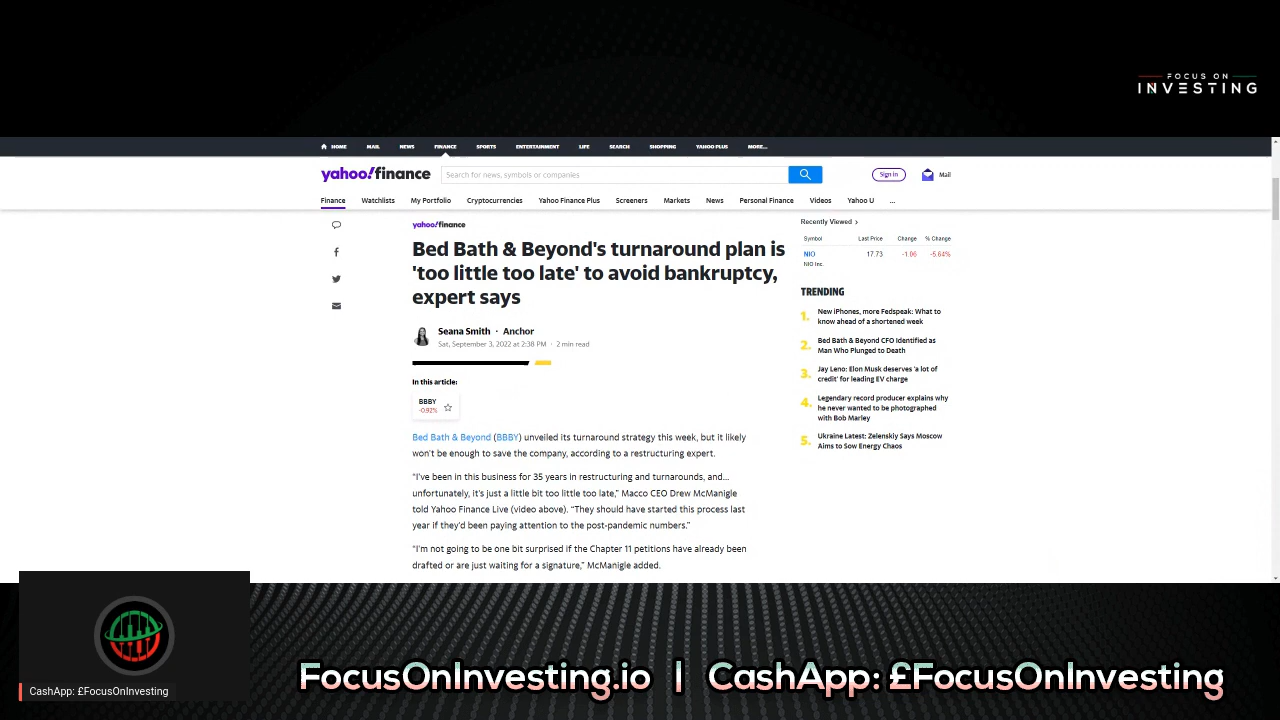 FOCUS ON
INVESTING
HOME MAIL NEWS FINANCE SPORTS ENTERTAINMENT LIFE SEARCH SHOPPING YAHOO PLUS MORE...
yahoo!finance
Search for news, symbols or companies
Sign in
Mail
Finance Watchlists My Portfolio Cryptocurrencies Yahoo Finance Plus Screeners Markets News Personal Finance Videos Yahoo U ...
yahoo!finance
Bed Bath & Beyond's turnaround plan is
'too little too late' to avoid bankruptcy,
expert says
Seana Smith · Anchor
Sat, September 3, 2022 at 2:38 PM · 2 min read
In this article:
BBBY
-0.92%
Bed Bath & Beyond (BBBY) unveiled its turnaround strategy this week, but it likely
won't be enough to save the company, according to a restructuring expert.
“I've been in this business for 35 years in restructuring and turnarounds, and...
unfortunately, it's just a little bit too little too late,” Macco CEO Drew McManigle
told Yahoo Finance Live (video above). “They should have started this process last
year if they'd been paying attention to the post-pandemic numbers.”
“I'm not going to be one bit surprised if the Chapter 11 petitions have already been
drafted or are just waiting for a signature,” McManigle added.
Recently Viewed >
Symbol Last Price Change % Change
NIO 17.73 -1.06 -5.64%
NIO Inc.
TRENDING
1. New iPhones, more Fedspeak: What to
know ahead of a shortened week
2. Bed Bath & Beyond CFO Identified as
Man Who Plunged to Death
3. Jay Leno: Elon Musk deserves 'a lot of
credit' for leading EV charge
4. Legendary record producer explains why
he never wanted to be photographed
with Bob Marley
5. Ukraine Latest: Zelenskiy Says Moscow
Aims to Sow Energy Chaos
CashApp: £FocusOnInvesting
FocusOnInvesting.io | CashApp: £FocusOnInvesting